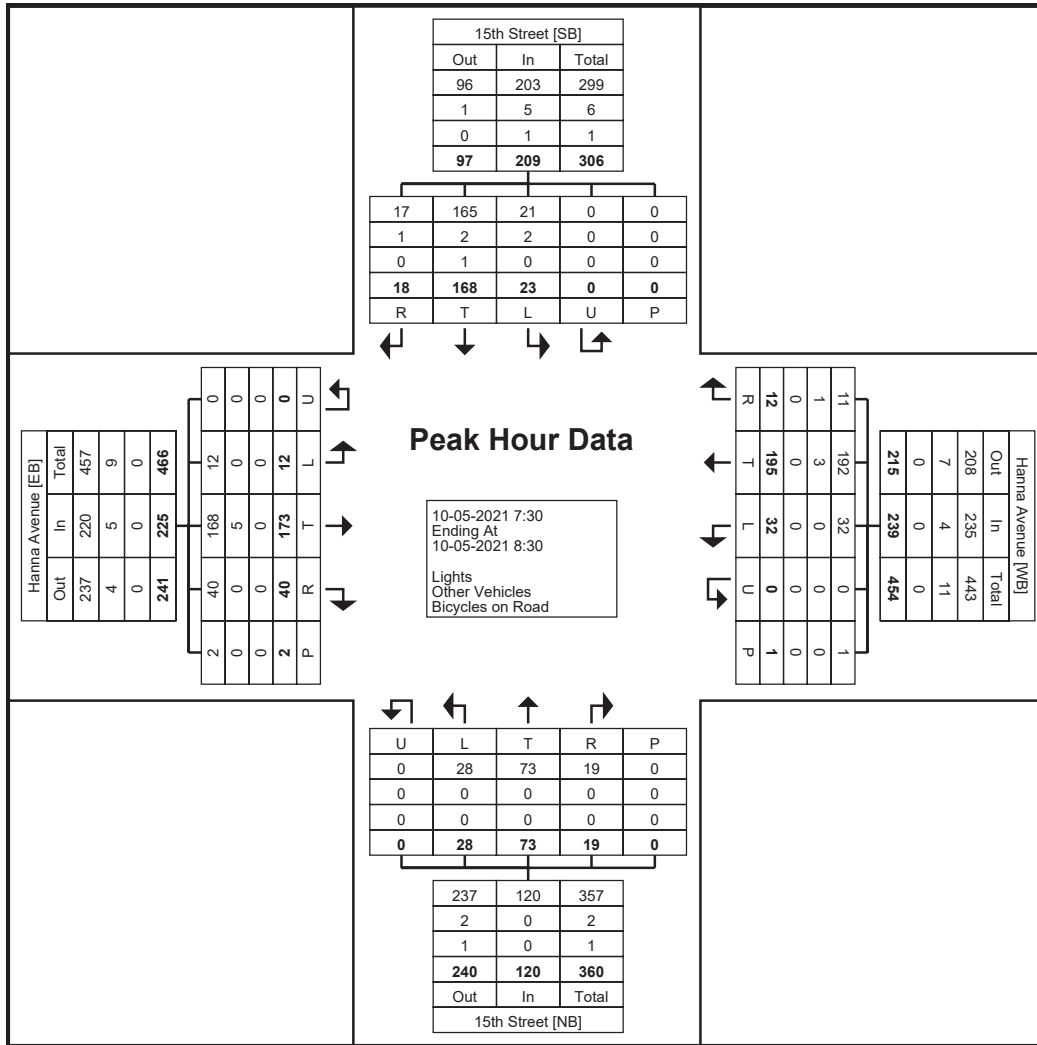 15th Street [SB]
Out In Total
96 203 299
1 5 6
0 1 1
97 209 306
17 165 21 0 0
1 2 2 0 0
0 1 0 0 0
18 168 23 0 0
R T L U P
Hanna Avenue [EB]
Total In Out
457 220 237
9 5 4
0 0 0
466 225 241
0 12 168 40 2
0 0 5 0 0
0 0 0 0 0
0 12 173 40 2
U L T R P
Peak Hour Data
10-05-2021 7:30
Ending At
10-05-2021 8:30
Lights
Other Vehicles
Bicycles on Road
Hanna Avenue [WB]
Out In Total
208 235 443
7 4 11
0 0 0
215 239 454
11 192 32 0 1
1 3 0 0 0
0 0 0 0 0
12 195 32 0 1
R T L U P
U L T R P
0 28 73 19 0
0 0 0 0 0
0 0 0 0 0
0 28 73 19 0
237 120 357
2 0 2
1 0 1
240 120 360
Out In Total
15th Street [NB]